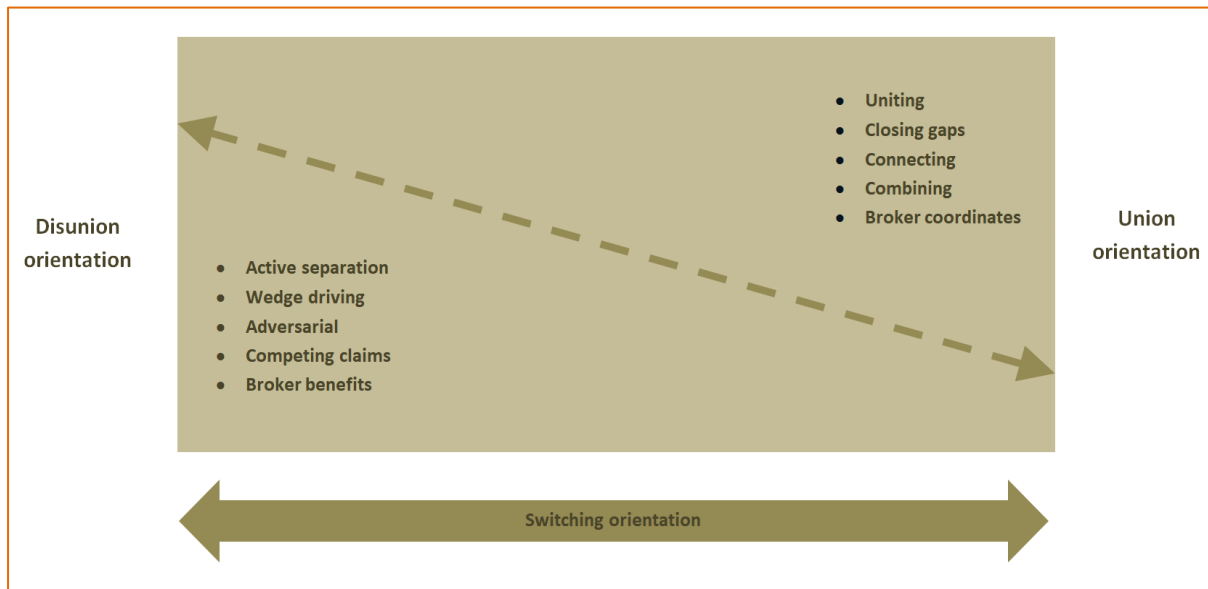 Disunion
orientation
Active separation
Wedge driving
Adversarial
Competing claims
Broker benefits
Uniting
Closing gaps
Connecting
Combining
Broker coordinates
Union
orientation
Switching orientation